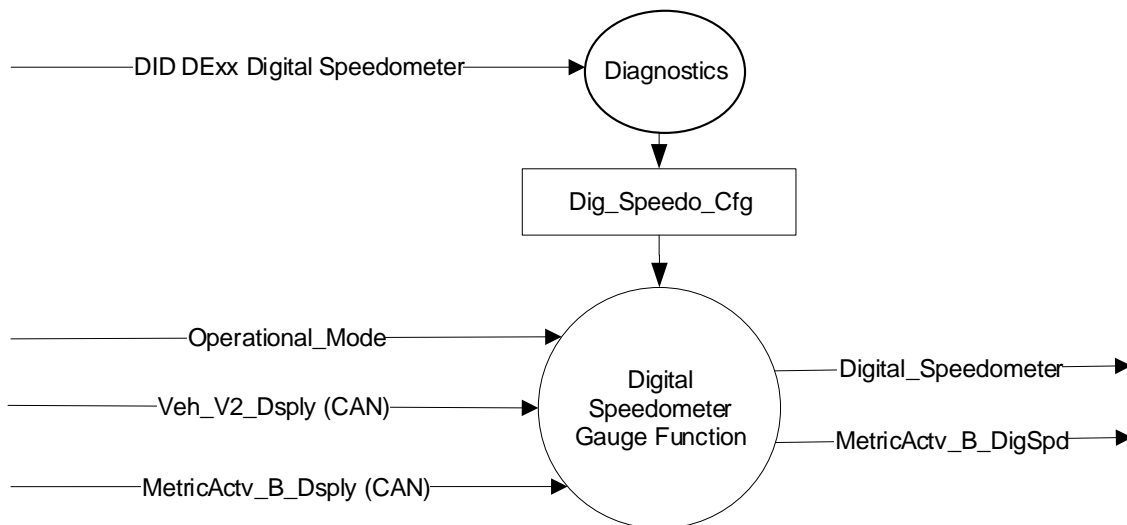 DID DExx Digital Speedometer
Diagnostics
Dig_Speedo_Cfg
Operational_Mode
Veh_V2_Dsply (CAN)
MetricActv_B_Dsply (CAN)
Digital
Speedometer
Gauge Function
Digital_Speedometer
MetricActv_B_DigSpd